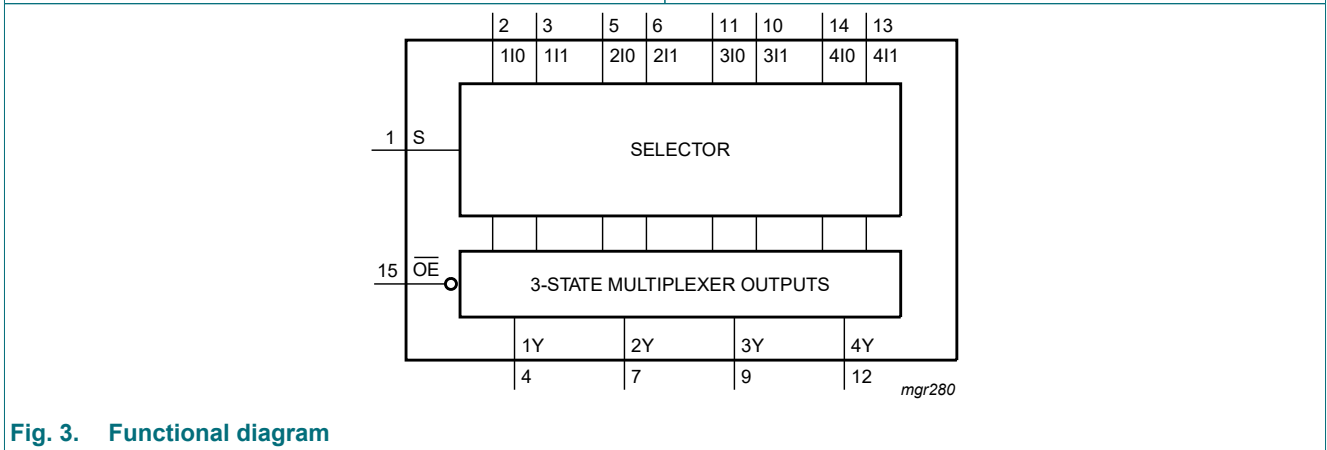 2 3 5 6 11 10 14 13
1I0 1I1 2I0 2I1 3I0 3I1 4I0 4I1
1 S
SELECTOR
15 O̅E̅
3-STATE MULTIPLEXER OUTPUTS
1Y 2Y 3Y 4Y
4 7 9 12
mgr280
Fig. 3. Functional diagram